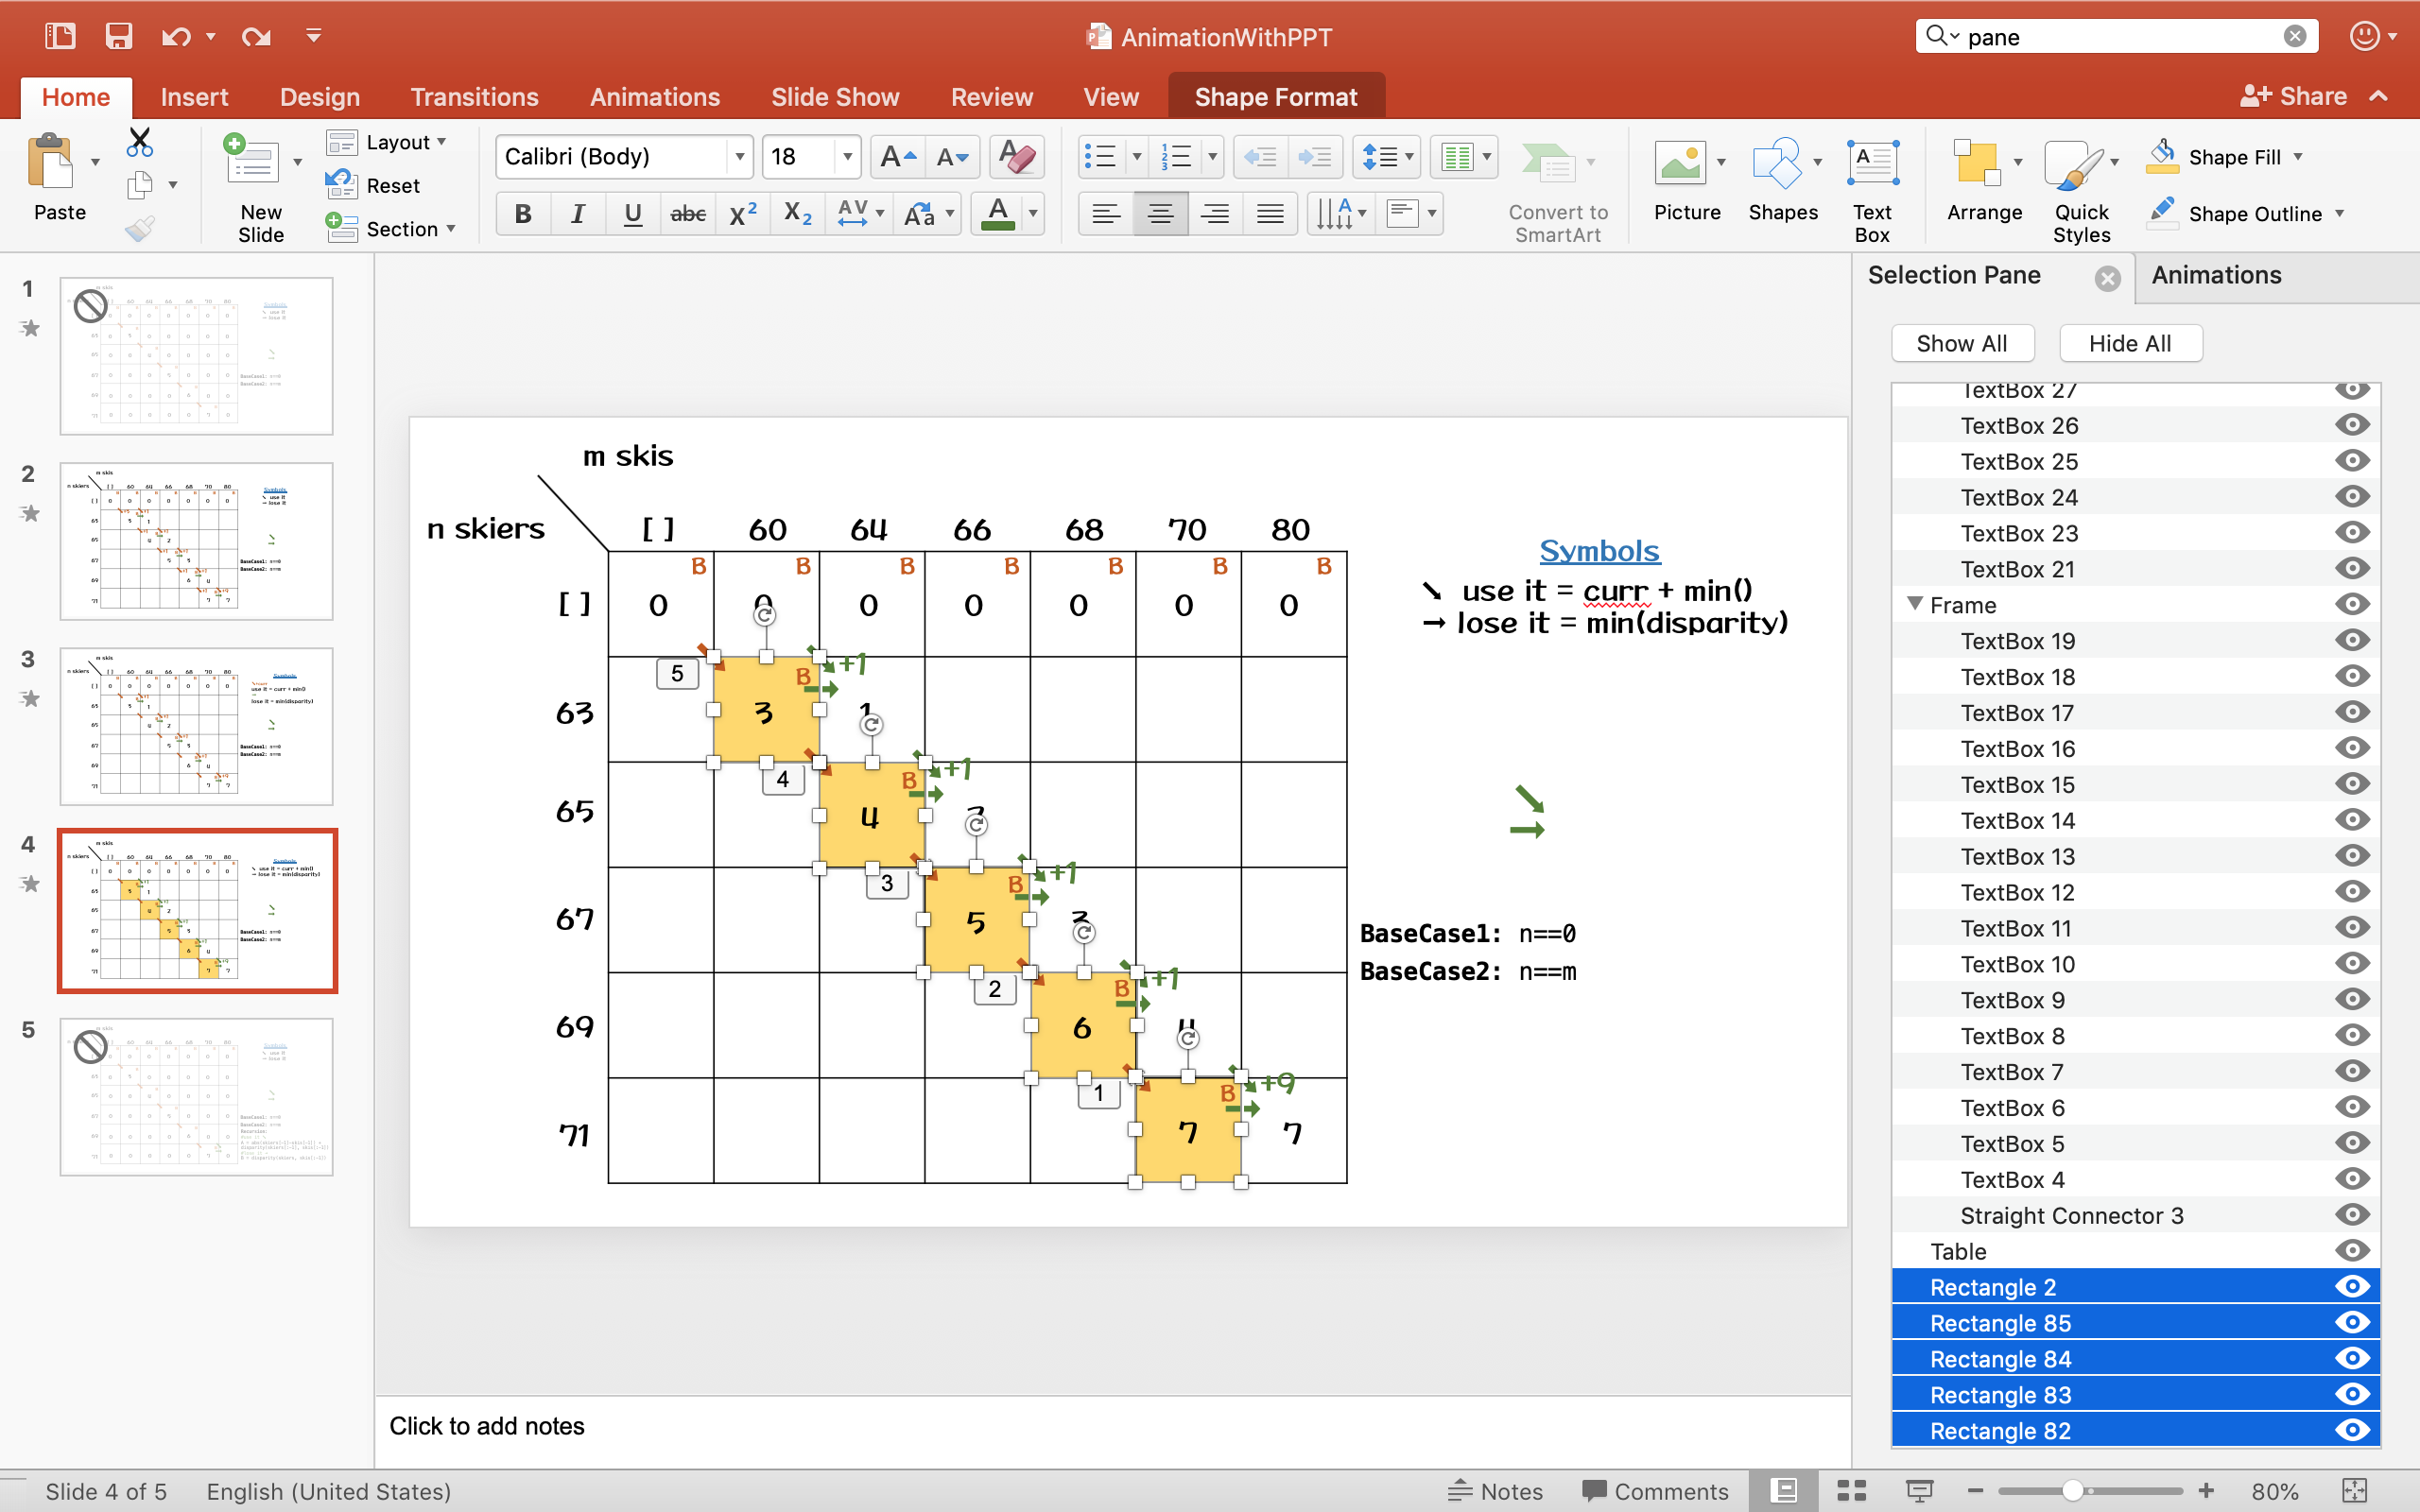 AnimationWithPPT
pane
Home Insert Design Transitions Animations Slide Show Review View Shape Format Share
Paste
New Slide
Layout
Reset
Section
Calibri (Body) 18
B I U abc X² X₂ AV Aa A
Convert to SmartArt
Picture
Shapes
Text Box
Arrange
Quick Styles
Shape Fill
Shape Outline
1
2
3
4
5
m skis
n skiers
[ ] 60 64 66 68 70 80
B B B B B B B
[ ] 0 0 0 0 0 0 0
5 +1
B
63 3 1
4 +1
B
65 4
3 +1
B
67 5 3
2 +1
B
69 6
1 +9
B
71 7 7
Symbols
↘ use it = curr + min()
→ lose it = min(disparity)
BaseCase1: n==0
BaseCase2: n==m
Click to add notes
Selection Pane
Animations
Show All Hide All
TextBox 27
TextBox 26
TextBox 25
TextBox 24
TextBox 23
TextBox 21
Frame
TextBox 19
TextBox 18
TextBox 17
TextBox 16
TextBox 15
TextBox 14
TextBox 13
TextBox 12
TextBox 11
TextBox 10
TextBox 9
TextBox 8
TextBox 7
TextBox 6
TextBox 5
TextBox 4
Straight Connector 3
Table
Rectangle 2
Rectangle 85
Rectangle 84
Rectangle 83
Rectangle 82
Slide 4 of 5 English (United States) Notes Comments 80%